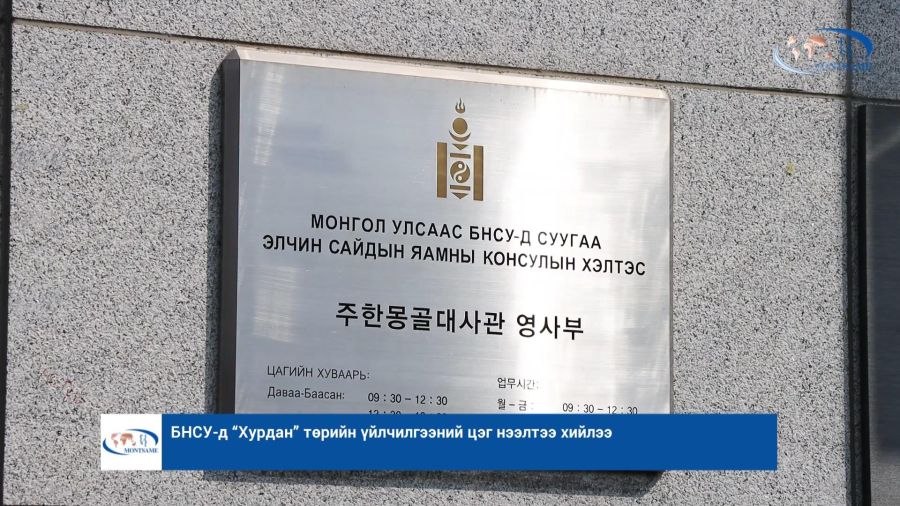 MONTSAME
МОНГОЛ УЛСААС БНСУ-Д СУУГАА
ЭЛЧИН САЙДЫН ЯАМНЫ КОНСУЛЫН ХЭЛТЭС
주한몽골대사관 영사부
ЦАГИЙН ХУВААРЬ:
업무시간:
Даваа-Баасан: 09 : 30 – 12 : 30
월 – 금 : 09 : 30 – 12 : 30
БНСУ-д “Хурдан” төрийн үйлчилгээний цэг нээлтээ хийлээ
MONTSAME